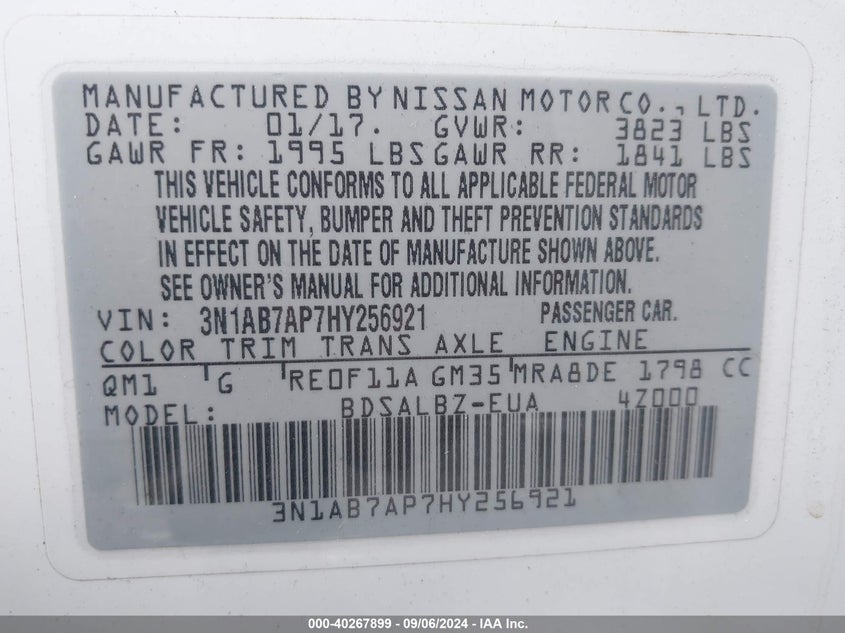 MANUFACTURED BY NISSAN MOTOR CO., LTD.
DATE: 01/17. GVWR: 3823 LBS
GAWR FR: 1995 LBS GAWR RR: 1841 LBS
THIS VEHICLE CONFORMS TO ALL APPLICABLE FEDERAL MOTOR
VEHICLE SAFETY, BUMPER AND THEFT PREVENTION STANDARDS
IN EFFECT ON THE DATE OF MANUFACTURE SHOWN ABOVE.
SEE OWNER'S MANUAL FOR ADDITIONAL INFORMATION.
VIN: 3N1AB7AP7HY256921 PASSENGER CAR.
COLOR TRIM TRANS AXLE ENGINE
QM1 G RE0F11A GM35 MRA8DE 1798 CC
MODEL: BDSALBZ-EUA 4Z000
3N1AB7AP7HY256921
000-40267899 - 09/06/2024 - IAA Inc.